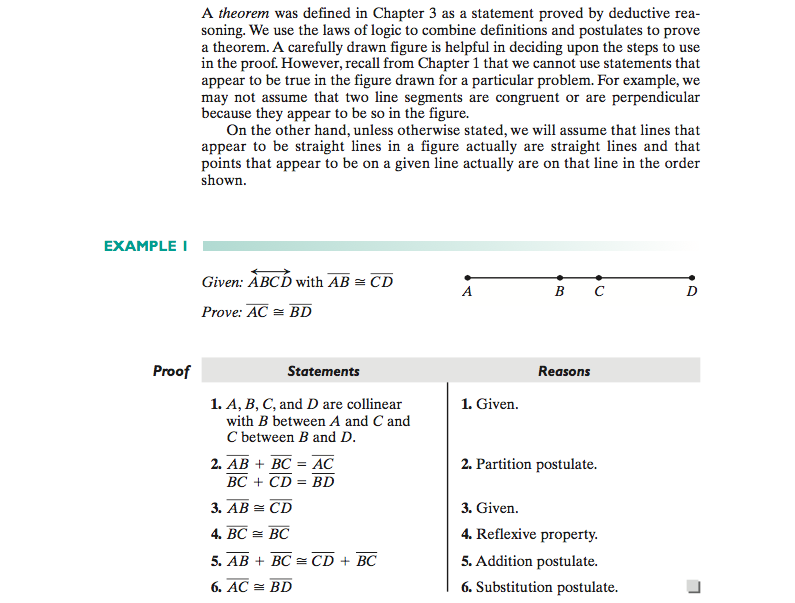 A theorem was defined in Chapter 3 as a statement proved by deductive rea-
soning. We use the laws of logic to combine definitions and postulates to prove
a theorem. A carefully drawn figure is helpful in deciding upon the steps to use
in the proof. However, recall from Chapter 1 that we cannot use statements that
appear to be true in the figure drawn for a particular problem. For example, we
may not assume that two line segments are congruent or are perpendicular
because they appear to be so in the figure.
On the other hand, unless otherwise stated, we will assume that lines that
appear to be straight lines in a figure actually are straight lines and that
points that appear to be on a given line actually are on that line in the order
shown.
EXAMPLE 1
Given: \overleftrightarrow{ABCD} with \overline{AB} ≅ \overline{CD}
A B C D
Prove: \overline{AC} ≅ \overline{BD}
Proof Statements Reasons
1. A, B, C, and D are collinear 1. Given.
with B between A and C and
C between B and D.
2. \overline{AB} + \overline{BC} = \overline{AC} 2. Partition postulate.
\overline{BC} + \overline{CD} = \overline{BD}
3. \overline{AB} ≅ \overline{CD} 3. Given.
4. \overline{BC} ≅ \overline{BC} 4. Reflexive property.
5. \overline{AB} + \overline{BC} ≅ \overline{CD} + \overline{BC} 5. Addition postulate.
6. \overline{AC} ≅ \overline{BD} 6. Substitution postulate.